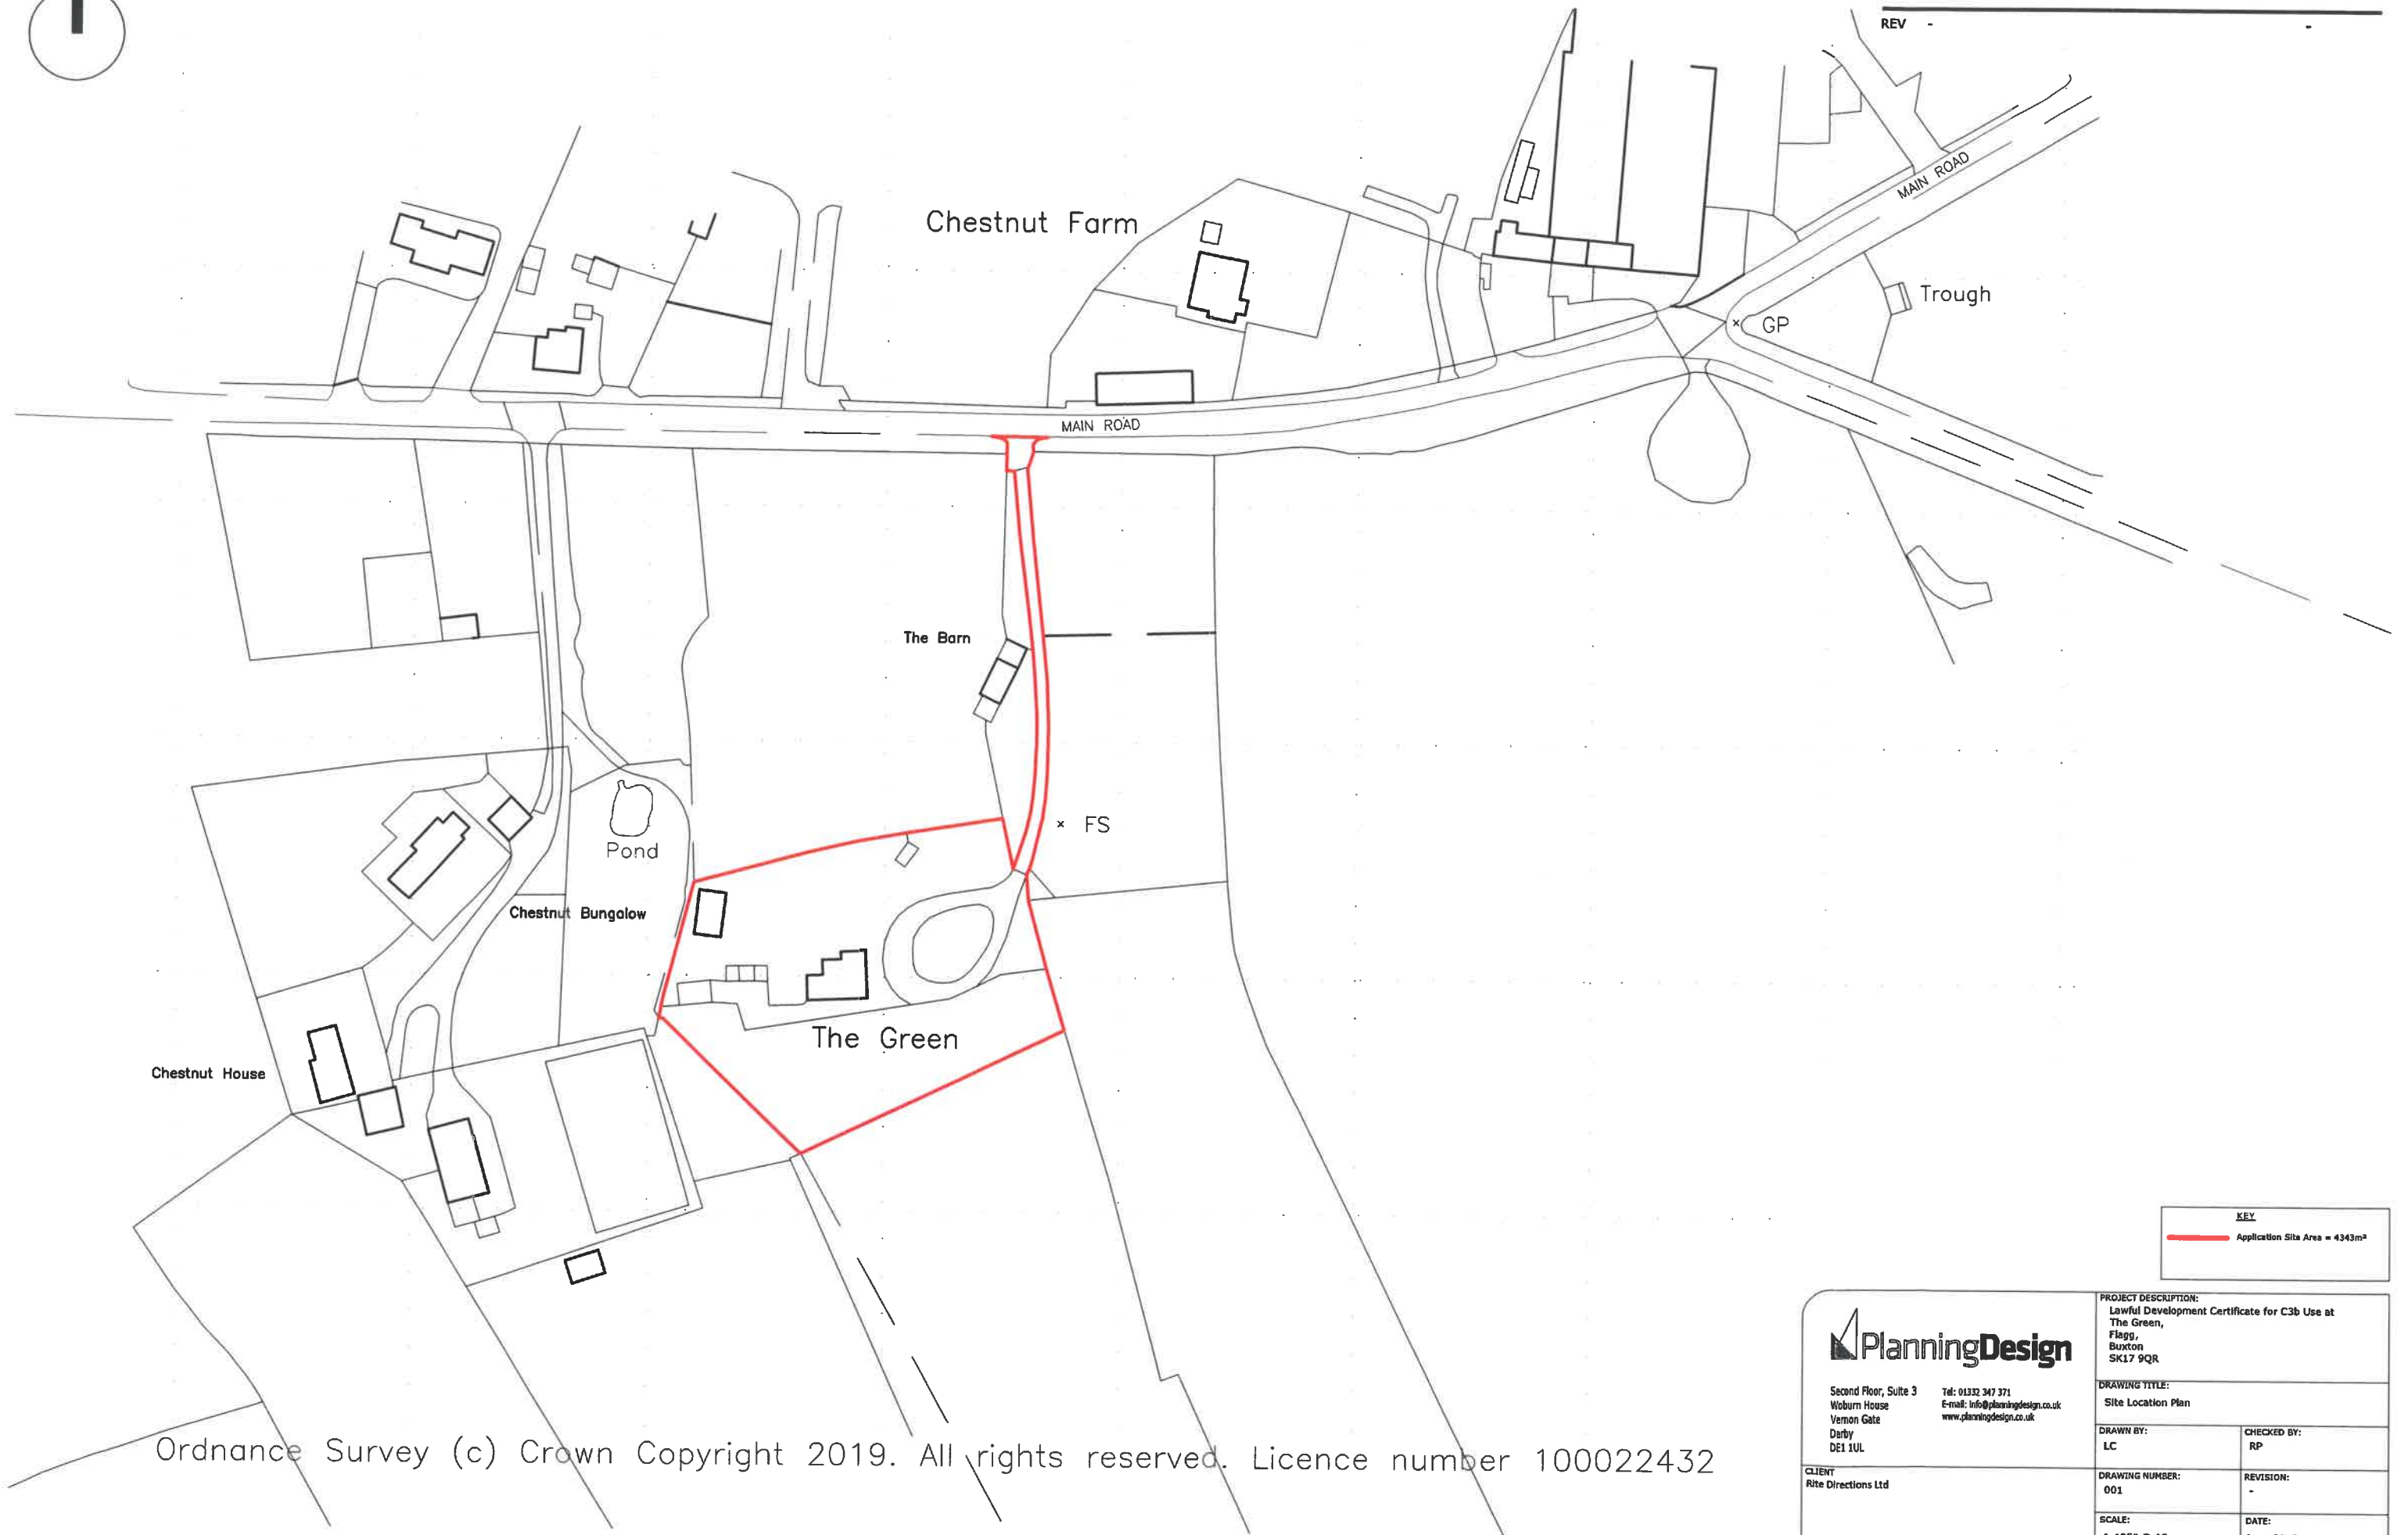 REV - -
MAIN ROAD
Chestnut Farm
Trough
GP
MAIN ROAD
The Barn
FS
Pond
Chestnut Bungalow
The Green
Chestnut House
KEY
Application Site Area = 4343m²
PlanningDesign
Second Floor, Suite 3
Woburn House
Vernon Gate
Derby
DE1 1UL
Tel: 01332 347 371
E-mail: info@planningdesign.co.uk
www.planningdesign.co.uk
PROJECT DESCRIPTION:
Lawful Development Certificate for C3b Use at
The Green,
Flagg,
Buxton
SK17 9QR
DRAWING TITLE:
Site Location Plan
DRAWN BY:
LC
CHECKED BY:
RP
CLIENT
Rite Directions Ltd
DRAWING NUMBER:
001
REVISION:
-
SCALE:
DATE:
Ordnance Survey (c) Crown Copyright 2019. All rights reserved. Licence number 100022432